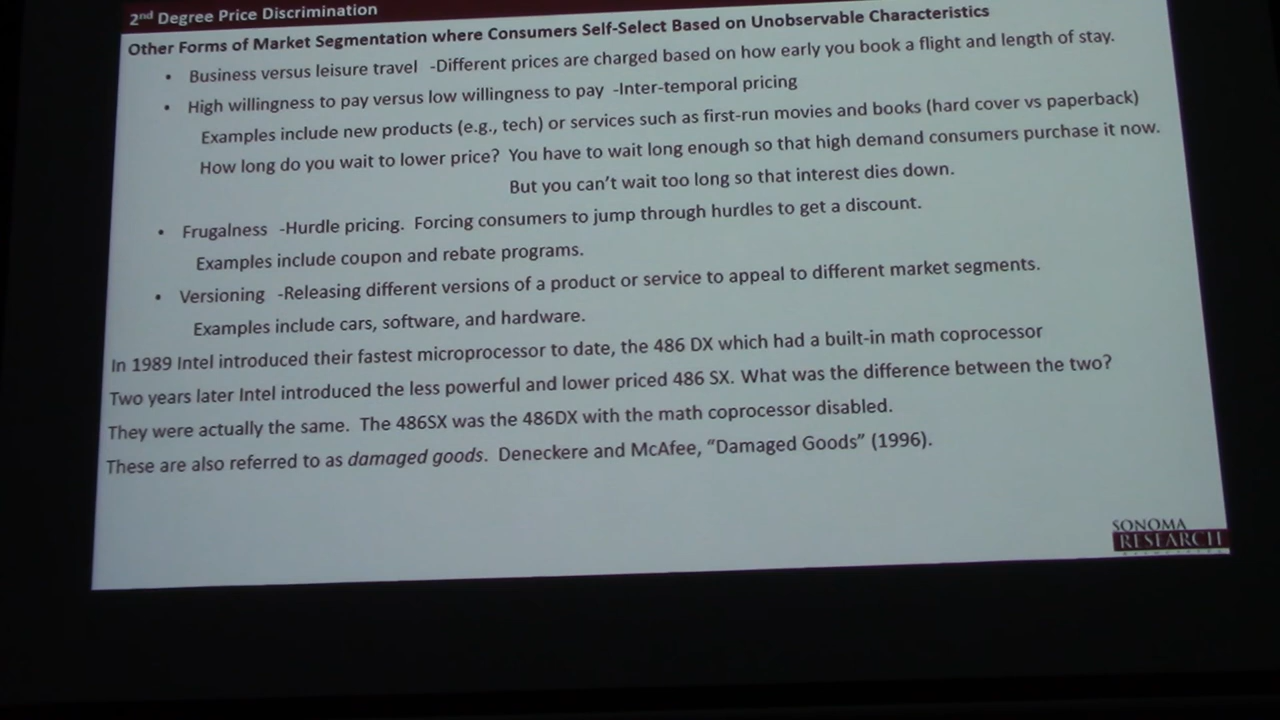 2nd Degree Price Discrimination
Other Forms of Market Segmentation where Consumers Self-Select Based on Unobservable Characteristics
• Business versus leisure travel -Different prices are charged based on how early you book a flight and length of stay.
• High willingness to pay versus low willingness to pay -Inter-temporal pricing
Examples include new products (e.g., tech) or services such as first-run movies and books (hard cover vs paperback)
How long do you wait to lower price? You have to wait long enough so that high demand consumers purchase it now.
But you can't wait too long so that interest dies down.
• Frugalness -Hurdle pricing. Forcing consumers to jump through hurdles to get a discount.
Examples include coupon and rebate programs.
• Versioning -Releasing different versions of a product or service to appeal to different market segments.
Examples include cars, software, and hardware.
In 1989 Intel introduced their fastest microprocessor to date, the 486 DX which had a built-in math coprocessor
Two years later Intel introduced the less powerful and lower priced 486 SX. What was the difference between the two?
They were actually the same. The 486SX was the 486DX with the math coprocessor disabled.
These are also referred to as damaged goods. Deneckere and McAfee, "Damaged Goods" (1996).
SONOMA
RESEARCH